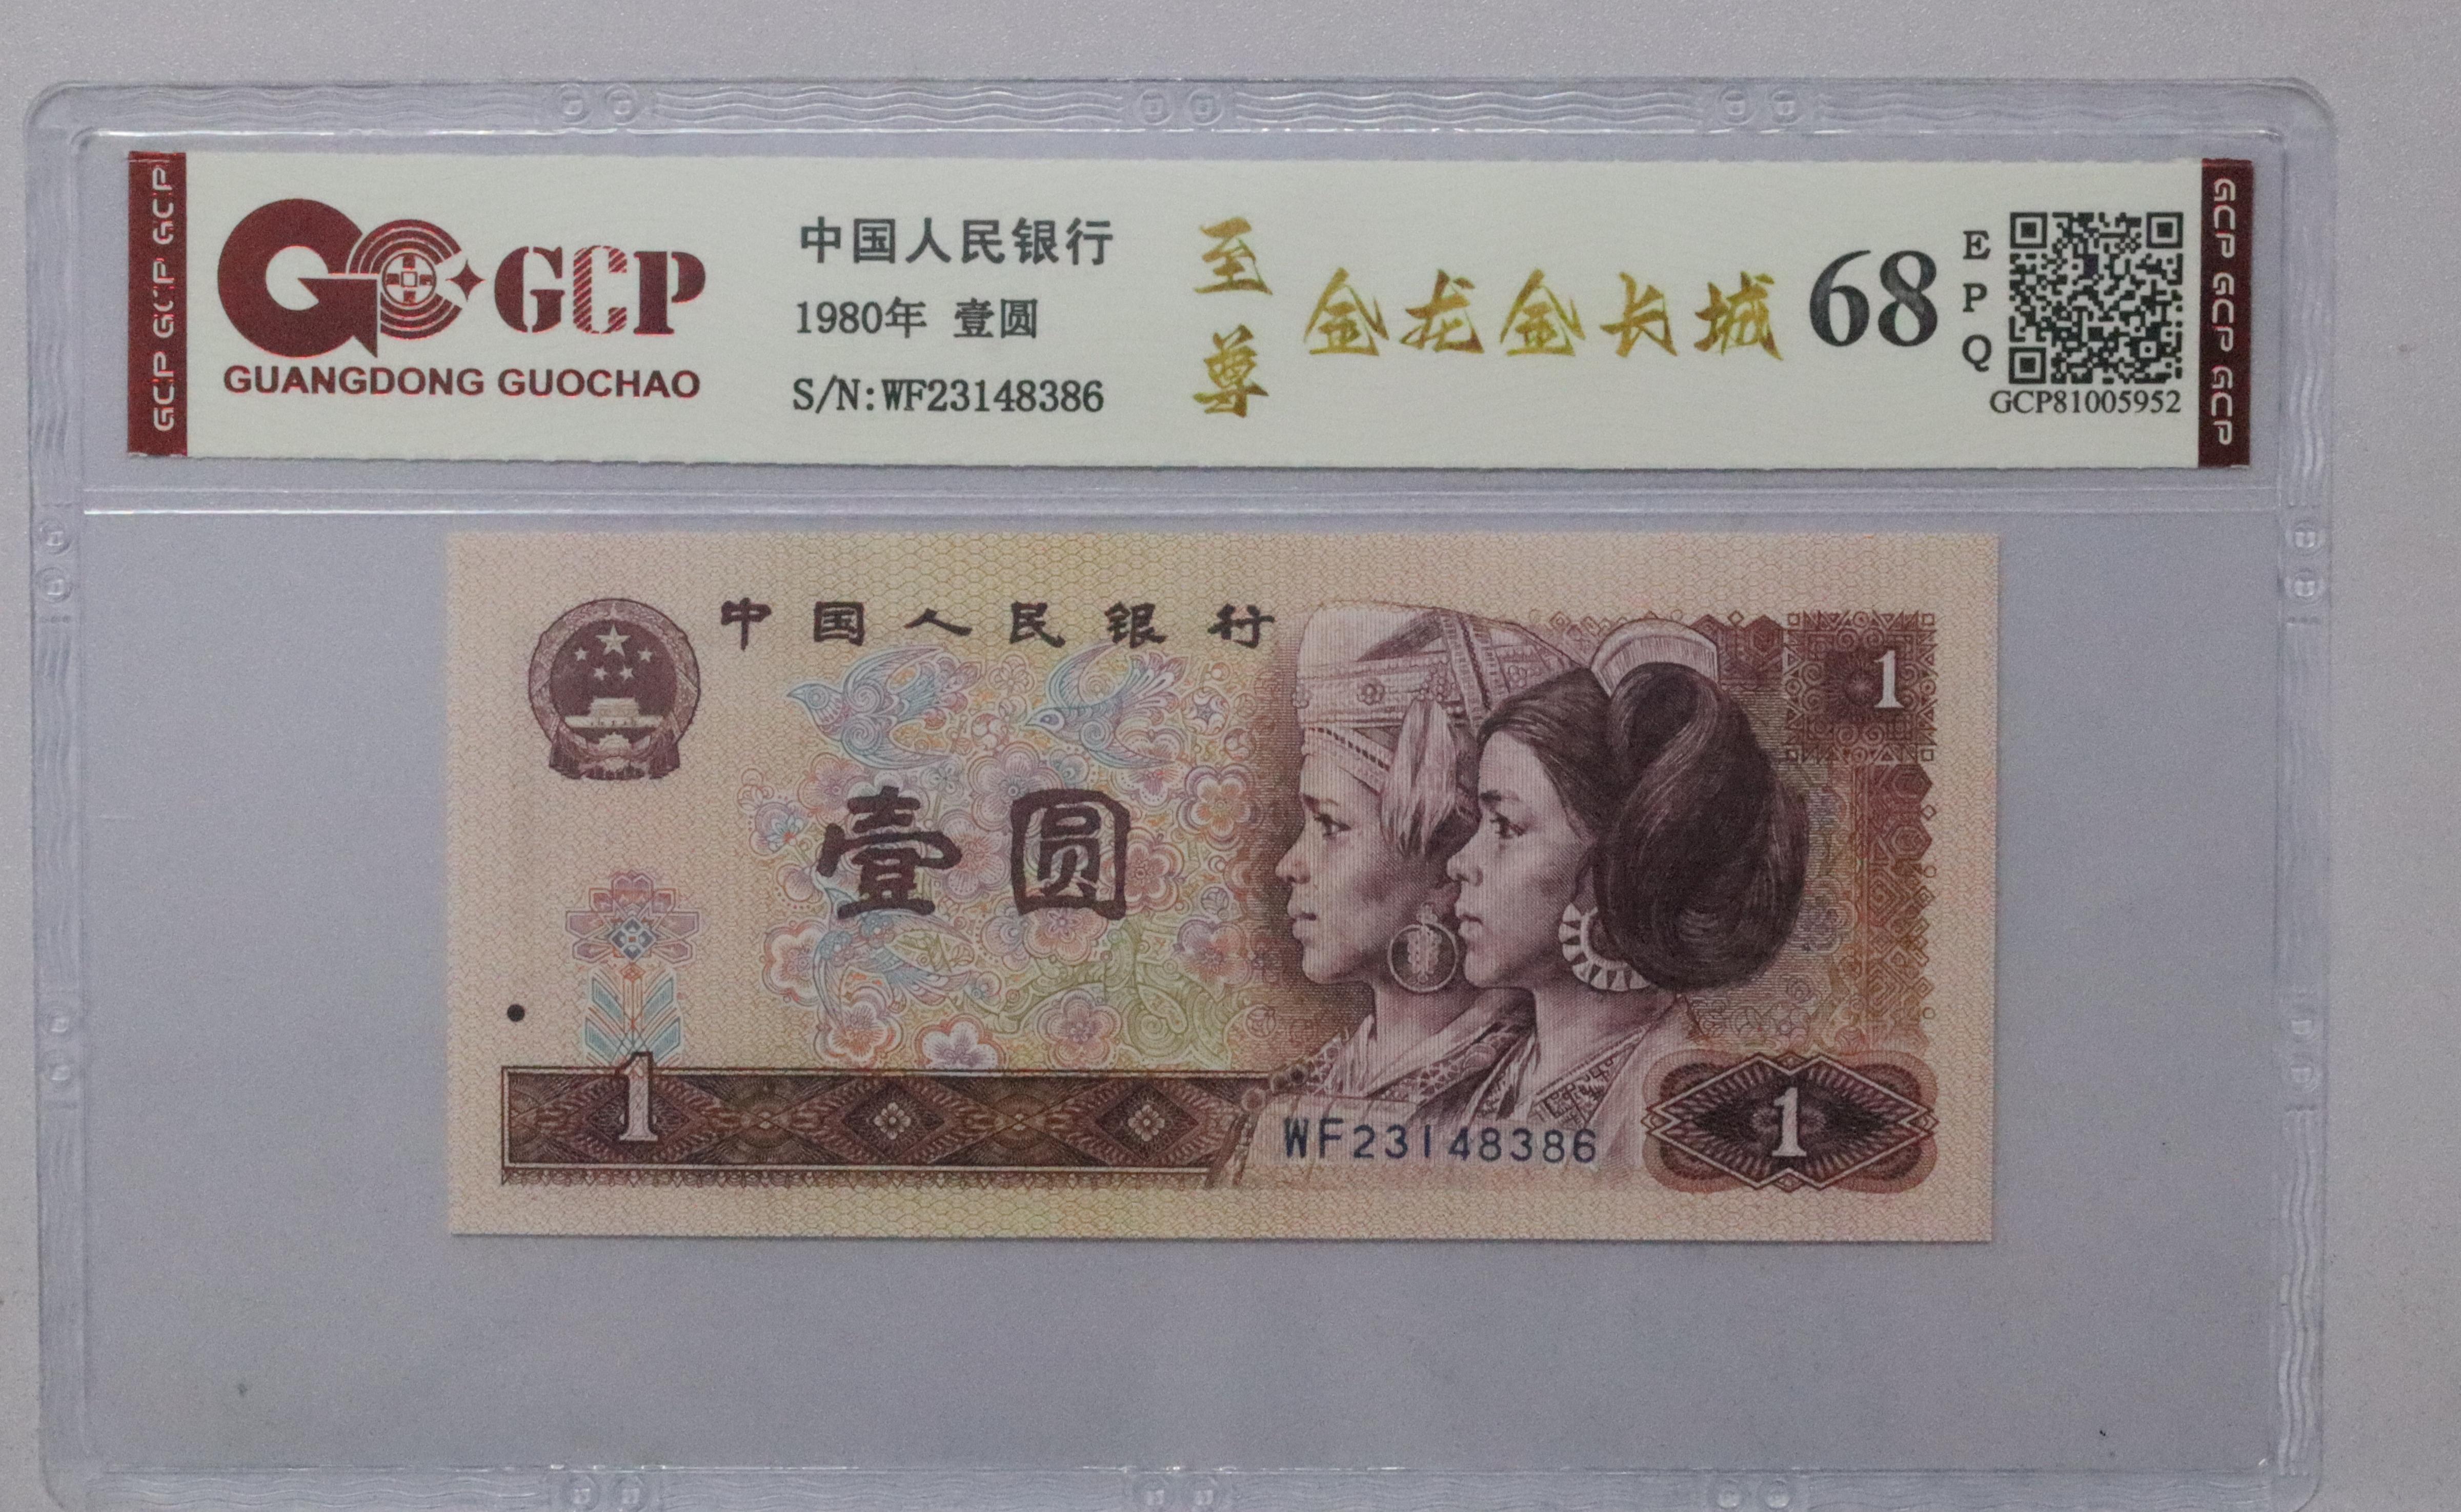 GCP GCP GCP
GCP
GUANGDONG GUOCHAO
中国人民银行
1980年 壹圆
S/N:WF23148386
至尊
金龙金长城
68
EPQ
GCP81005952
GCP GCP GCP
中国人民银行
1
壹圆
1
WF23148386
1